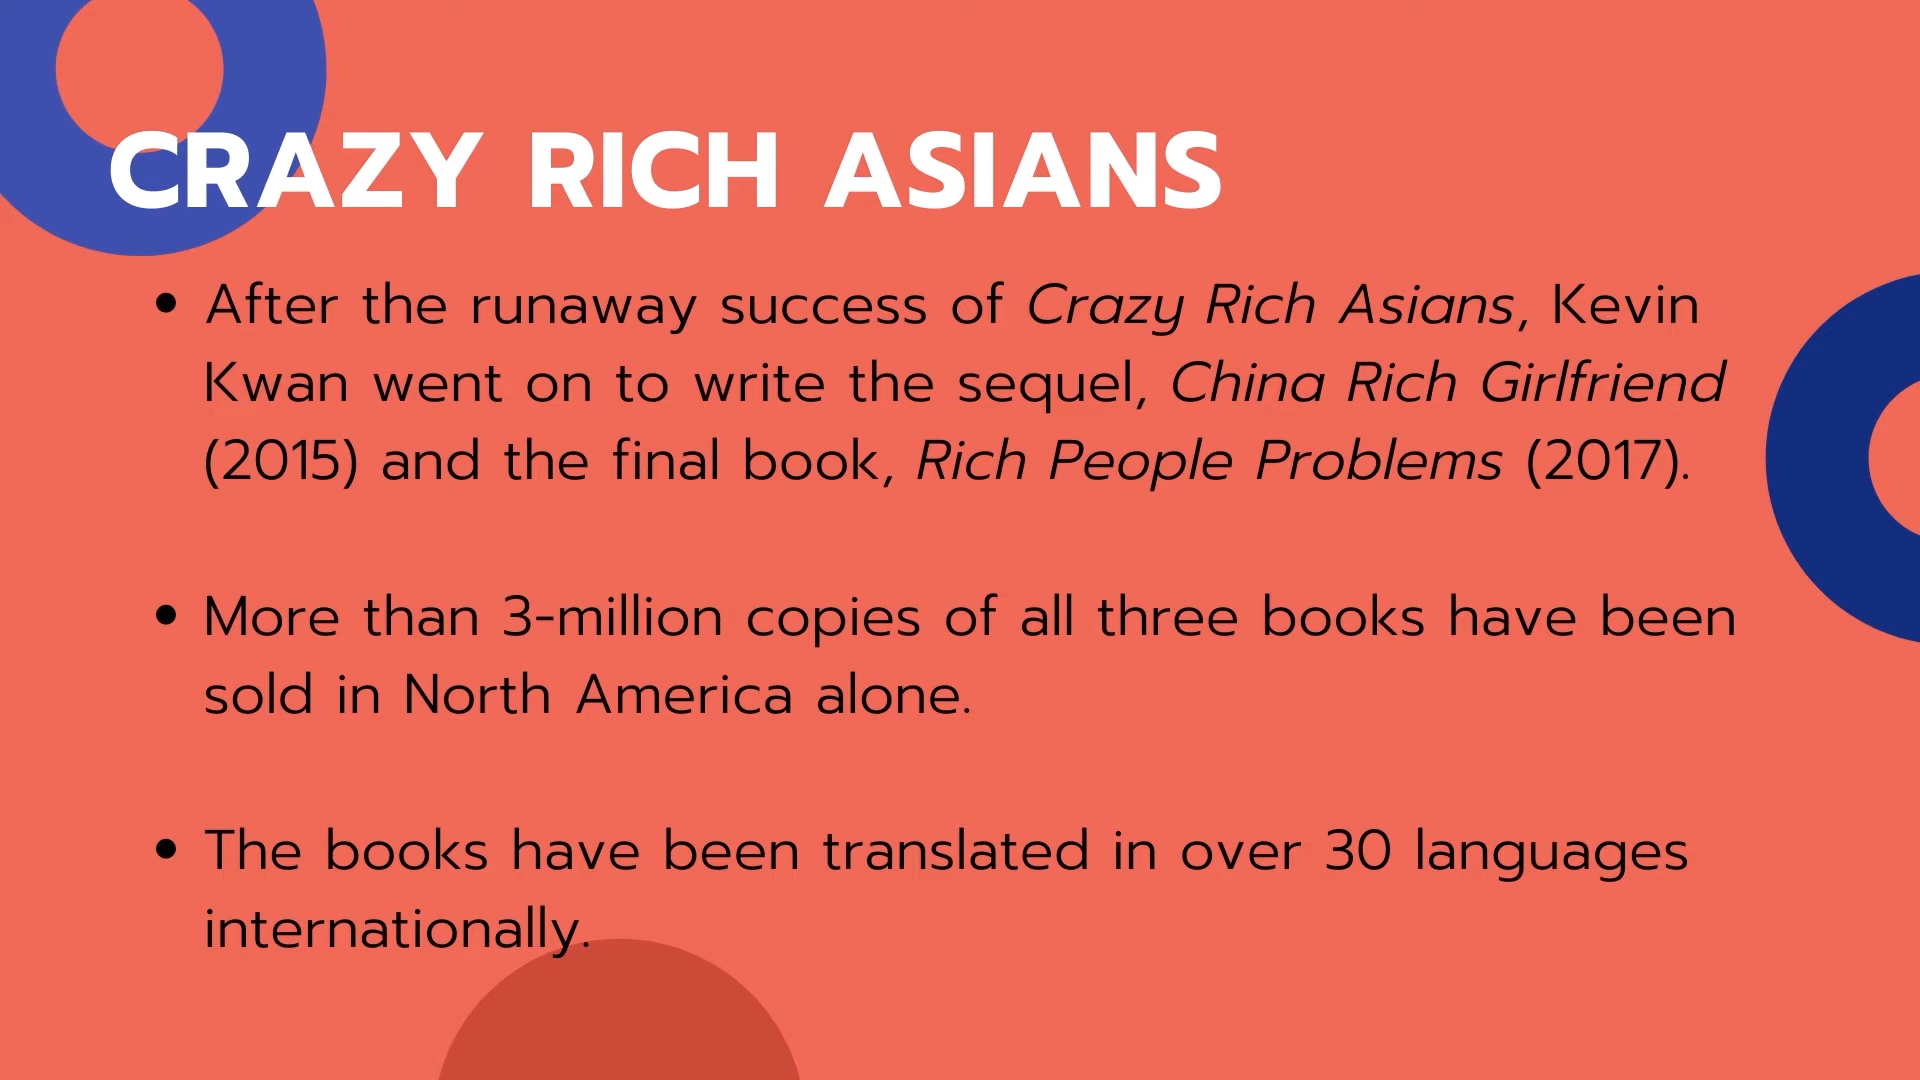 CRAZY RICH ASIANS
• After the runaway success of Crazy Rich Asians, Kevin
Kwan went on to write the sequel, China Rich Girlfriend
(2015) and the final book, Rich People Problems (2017).
• More than 3-million copies of all three books have been
sold in North America alone.
• The books have been translated in over 30 languages
internationally.